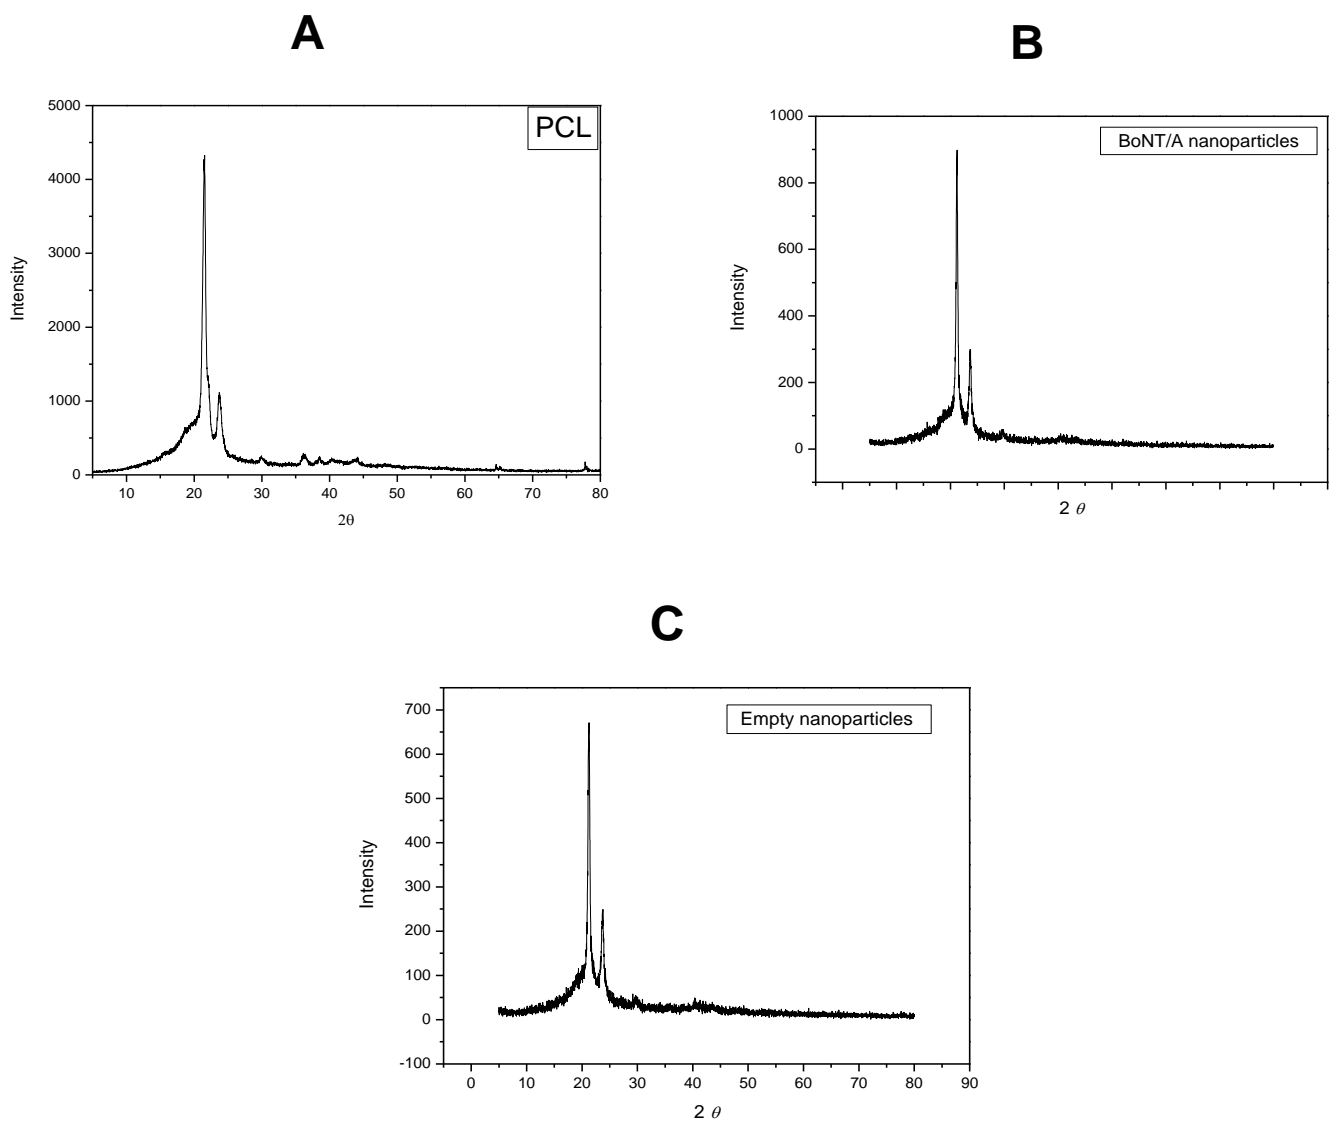 A
5000
4000
3000
2000
1000
0
Intensity
PCL
10 20 30 40 50 60 70 80
2θ
B
1000
800
600
400
200
0
Intensity
BoNT/A nanoparticles
2 θ
C
700
600
500
400
300
200
100
0
-100
Intensity
Empty nanoparticles
0 10 20 30 40 50 60 70 80 90
2 θ